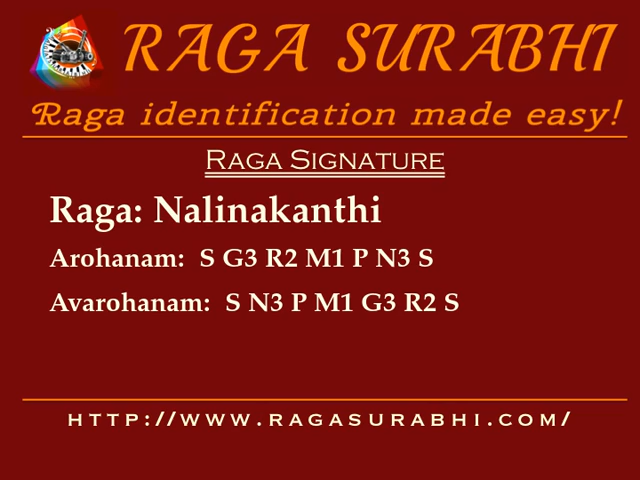 RAGA SURABHI
Raga identification made easy!
RAGA SIGNATURE
Raga: Nalinakanthi
Arohanam: S G3 R2 M1 P N3 S
Avarohanam: S N3 P M1 G3 R2 S
HTTP://WWW.RAGASURABHI.COM/